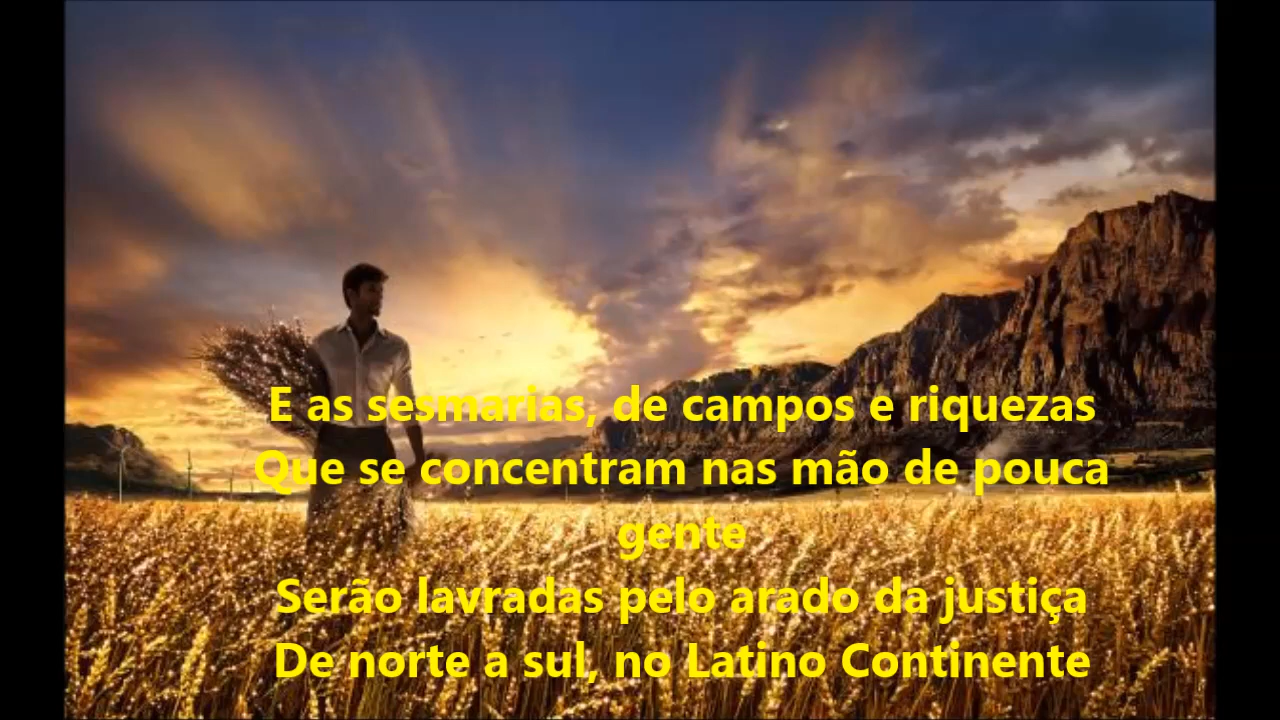 E as sesmarias, de campos e riquezas
Que se concentram nas mão de pouca
gente
Serão lavradas pelo arado da justiça
De norte a sul, no Latino Continente